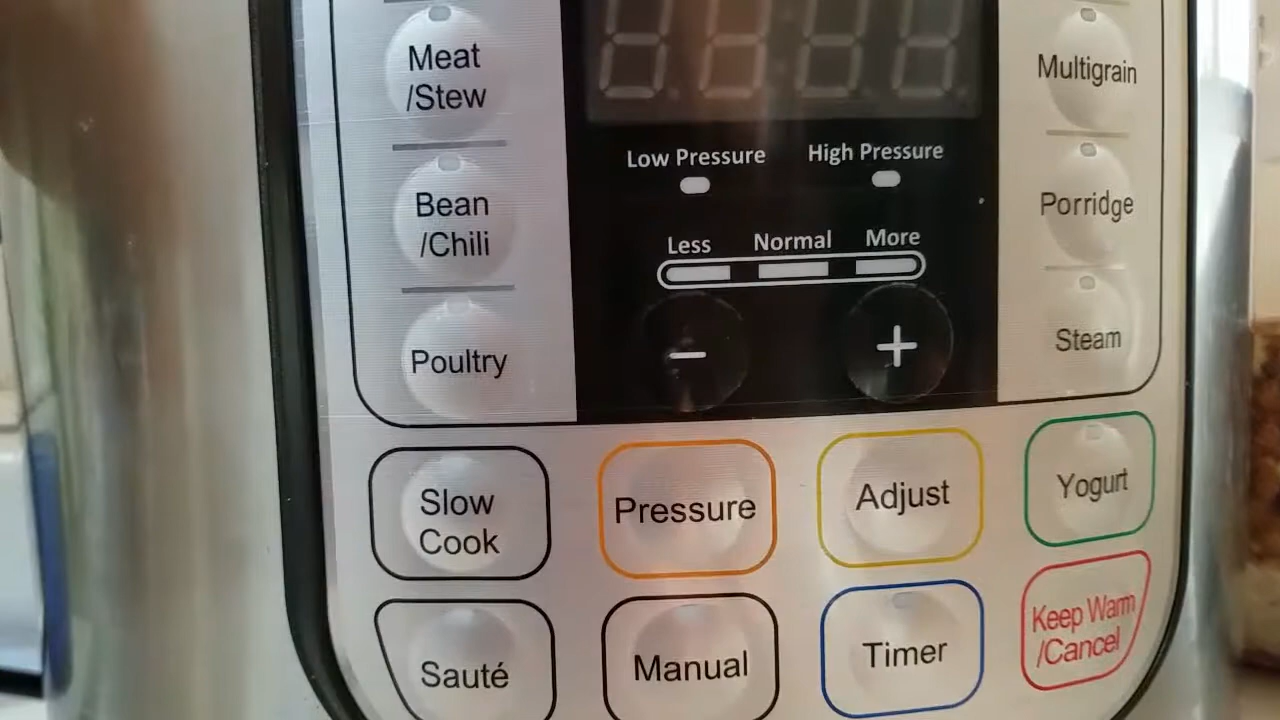 Meat
/Stew
Multigrain
Low Pressure
High Pressure
Bean
/Chili
Porridge
Less Normal More
Poultry
−
+
Steam
Slow
Cook
Pressure
Adjust
Yogurt
Sauté
Manual
Timer
Keep Warm
/Cancel